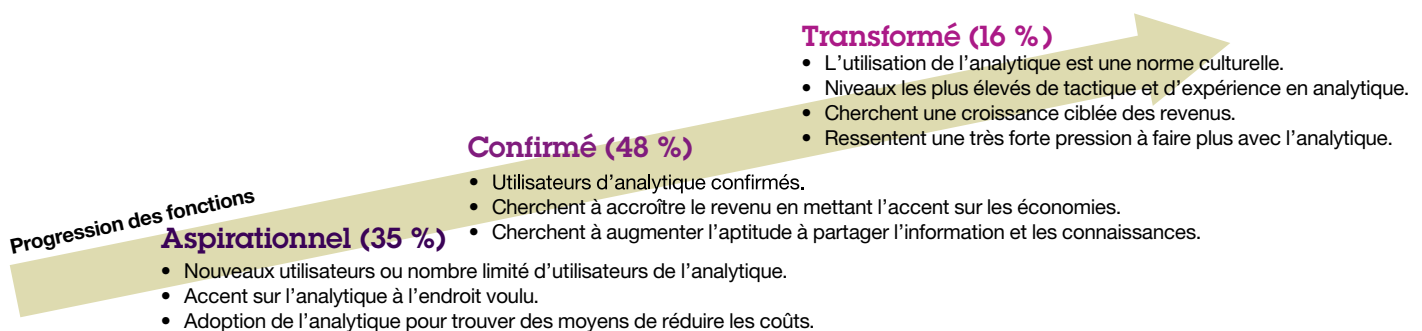 Transformé (16 %)
• L'utilisation de l'analytique est une norme culturelle.
• Niveaux les plus élevés de tactique et d'expérience en analytique.
• Cherchent une croissance ciblée des revenus.
• Ressentent une très forte pression à faire plus avec l'analytique.
Confirmé (48 %)
• Utilisateurs d'analytique confirmés.
• Cherchent à accroître le revenu en mettant l'accent sur les économies.
• Cherchent à augmenter l'aptitude à partager l'information et les connaissances.
Progression des fonctions
Aspirationnel (35 %)
• Nouveaux utilisateurs ou nombre limité d'utilisateurs de l'analytique.
• Accent sur l'analytique à l'endroit voulu.
• Adoption de l'analytique pour trouver des moyens de réduire les coûts.